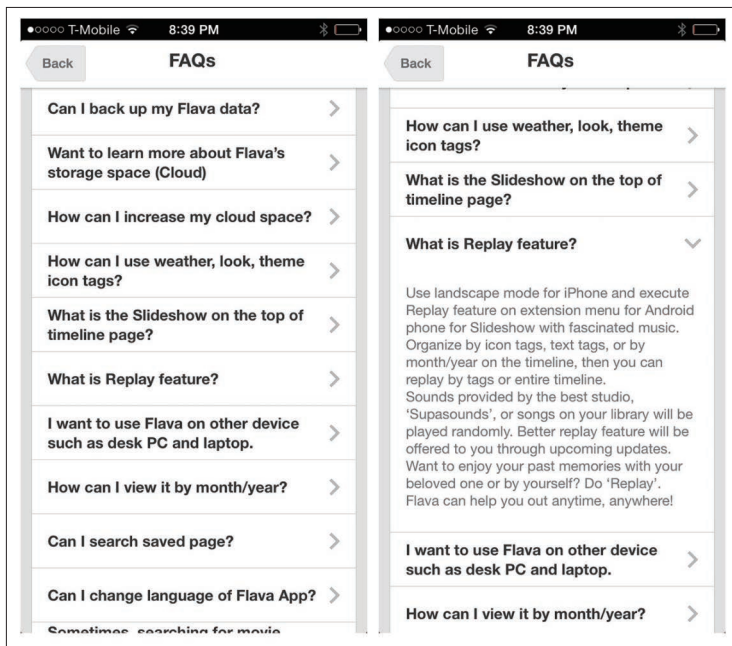 T-Mobile 8:39 PM
Back FAQs
Can I back up my Flava data?
Want to learn more about Flava's
storage space (Cloud)
How can I increase my cloud space?
How can I use weather, look, theme
icon tags?
What is the Slideshow on the top of
timeline page?
What is Replay feature?
I want to use Flava on other device
such as desk PC and laptop.
How can I view it by month/year?
Can I search saved page?
Can I change language of Flava App?
Sometimes, searching for movie
T-Mobile 8:39 PM
Back FAQs
How can I use weather, look, theme
icon tags?
What is the Slideshow on the top of
timeline page?
What is Replay feature?
Use landscape mode for iPhone and execute
Replay feature on extension menu for Android
phone for Slideshow with fascinated music.
Organize by icon tags, text tags, or by
month/year on the timeline, then you can
replay by tags or entire timeline.
Sounds provided by the best studio,
'Supasounds', or songs on your library will be
played randomly. Better replay feature will be
offered to you through upcoming updates.
Want to enjoy your past memories with your
beloved one or by yourself? Do 'Replay'.
Flava can help you out anytime, anywhere!
I want to use Flava on other device
such as desk PC and laptop.
How can I view it by month/year?